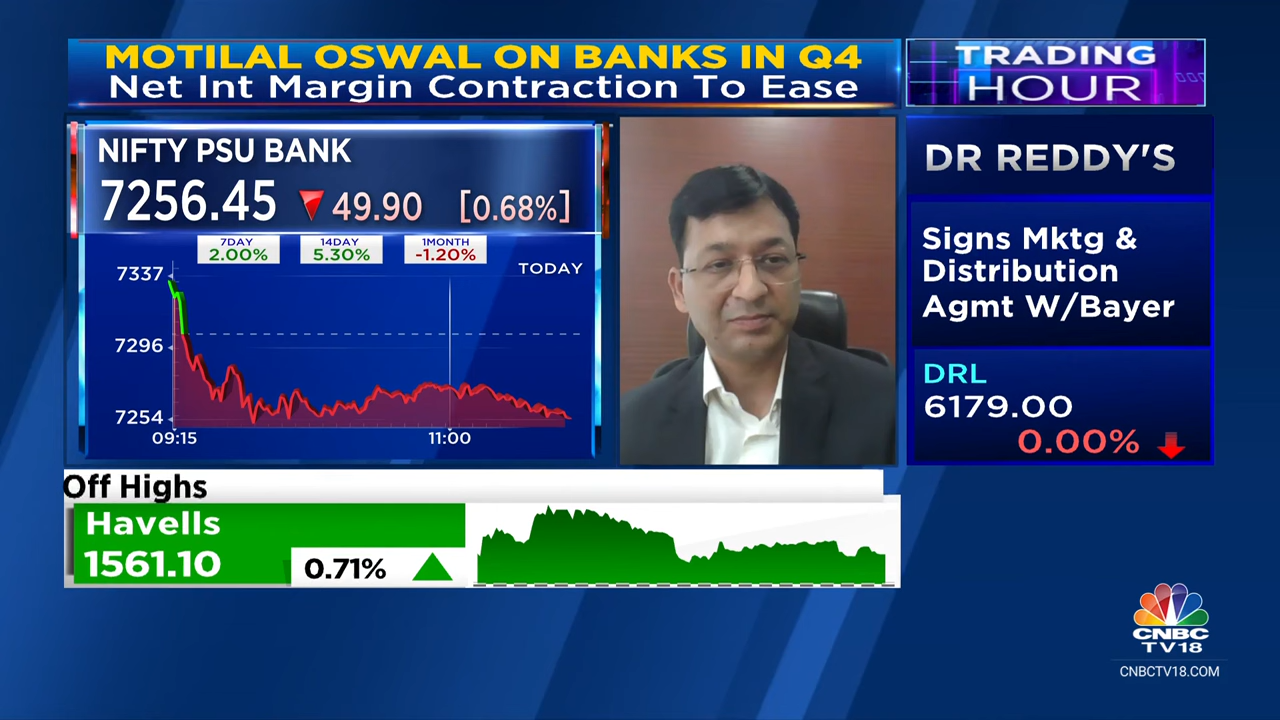 MOTILAL OSWAL ON BANKS IN Q4
Net Int Margin Contraction To Ease
TRADING
HOUR
NIFTY PSU BANK
7256.45 49.90 [0.68%]
7DAY
2.00%
14DAY
5.30%
1MONTH
-1.20%
TODAY
7337
7296
7254
09:15 11:00
DR REDDY'S
Signs Mktg &
Distribution
Agmt W/Bayer
DRL
6179.00
0.00%
Off Highs
Havells
1561.10 0.71%
CNBC
TV18
CNBCTV18.COM